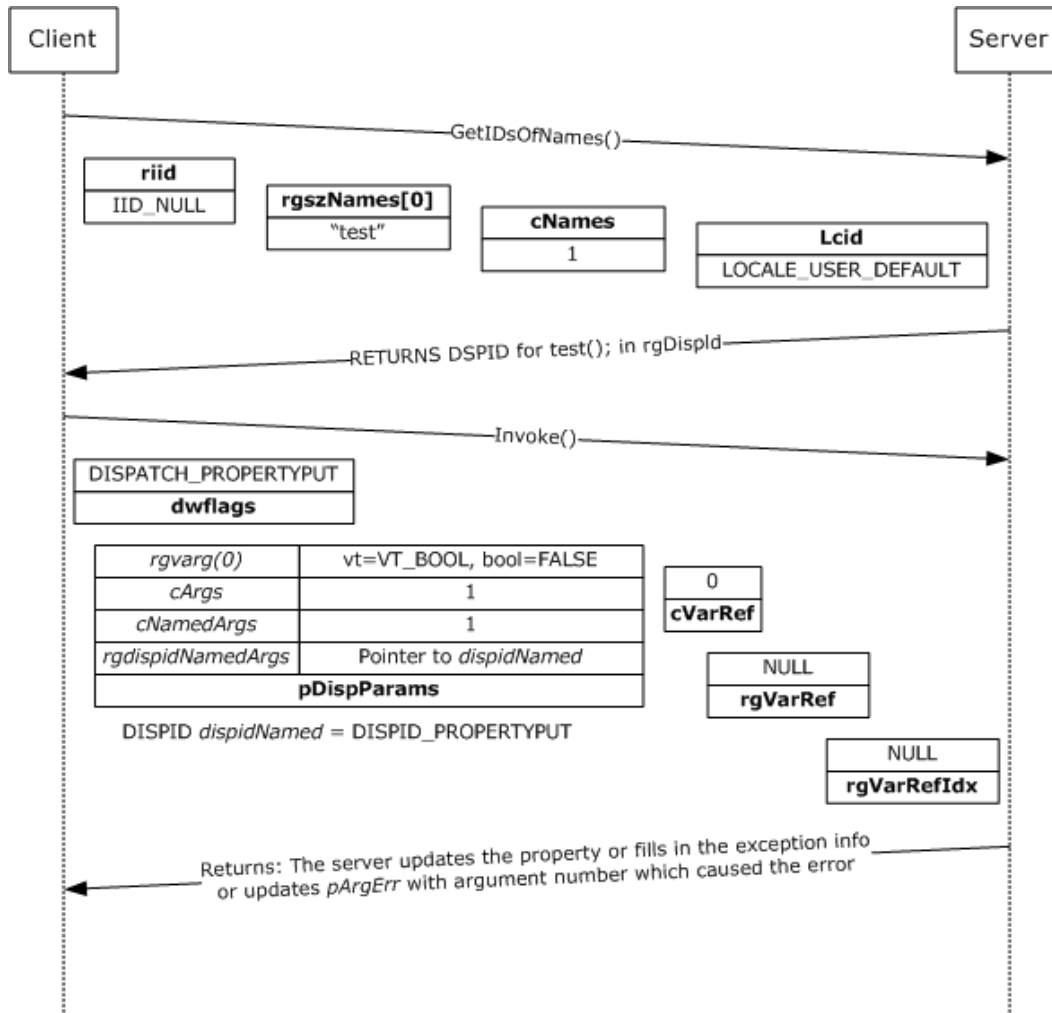 Client
Server
GetIDsOfNames()
riid
IID_NULL
rgszNames[0]
“test”
cNames
1
Lcid
LOCALE_USER_DEFAULT
RETURNS DSPID for test(); in rgDispId
Invoke()
DISPATCH_PROPERTYPUT
dwflags
rgvarg(0) vt=VT_BOOL, bool=FALSE
cArgs 1
cNamedArgs 1
rgdispidNamedArgs Pointer to dispidNamed
pDispParams
0
cVarRef
NULL
rgVarRef
DISPID dispidNamed = DISPID_PROPERTYPUT
NULL
rgVarRefIdx
Returns: The server updates the property or fills in the exception info
or updates pArgErr with argument number which caused the error